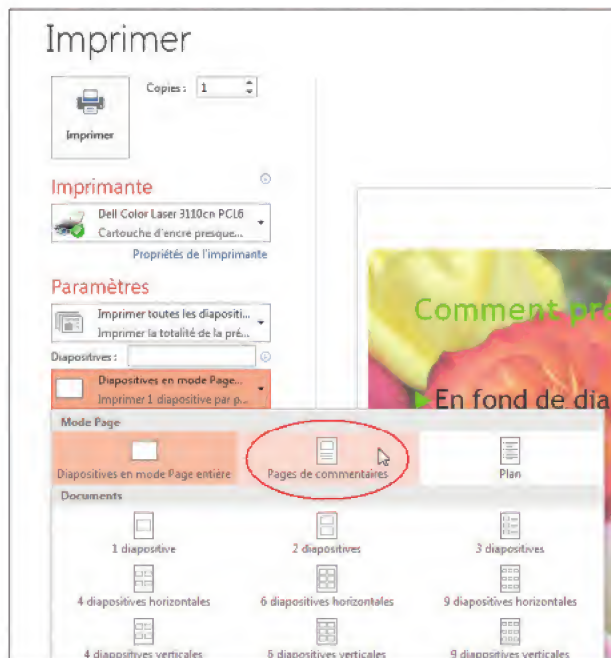 Imprimer
Copies : 1
Imprimer
Imprimante
Dell Color Laser 3110cn PCL6
Cartouche d'encre presque...
Propriétés de l'imprimante
Paramètres
Imprimer toutes les diapositi...
Imprimer la totalité de la pré...
Diapositives :
Diapositives en mode Page...
Imprimer 1 diapositive par p...
Comment pré
En fond de dia
Mode Page
Diapositives en mode Page entière
Pages de commentaires
Plan
Documents
1 diapositive
2 diapositives
3 diapositives
4 diapositives horizontales
6 diapositives horizontales
9 diapositives horizontales
4 diapositives verticales
6 diapositives verticales
9 diapositives verticales